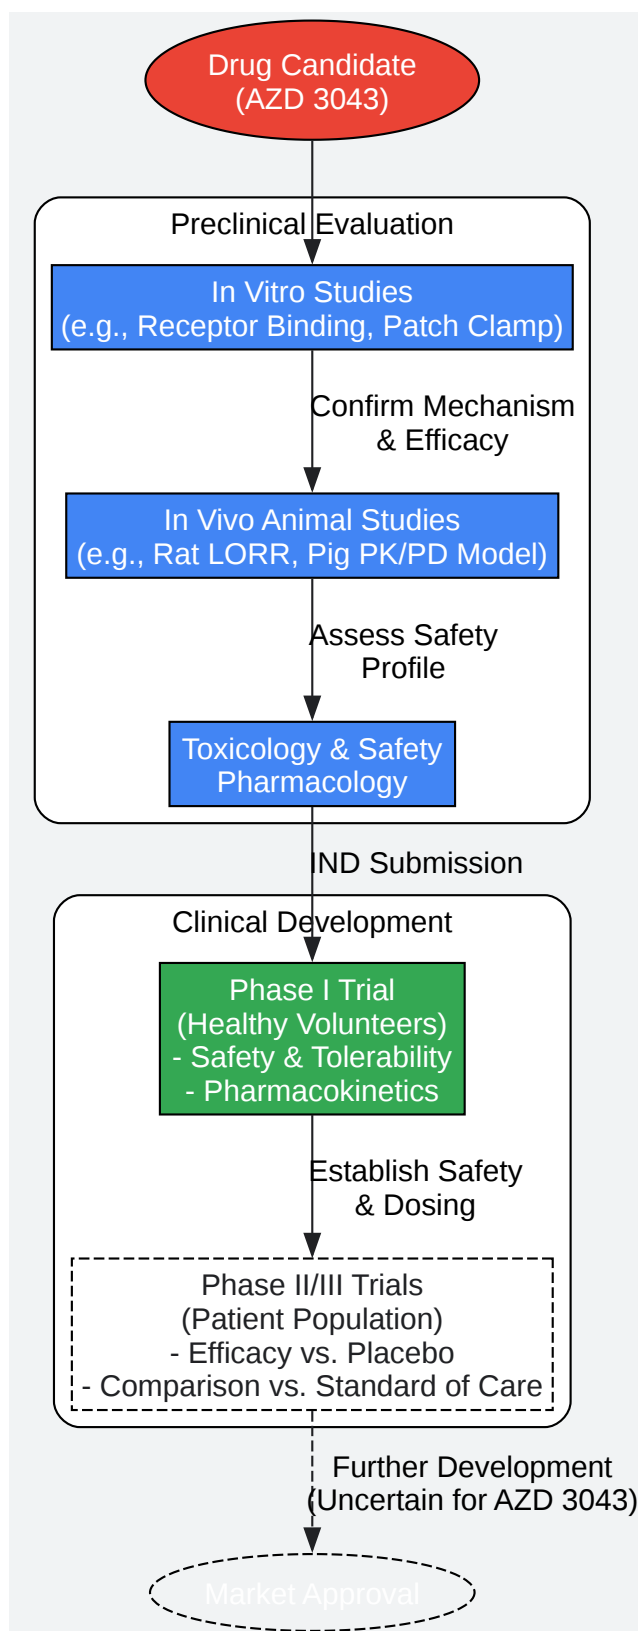 Drug Candidate
(AZD 3043)
Preclinical Evaluation
In Vitro Studies
(e.g., Receptor Binding, Patch Clamp)
Confirm Mechanism
& Efficacy
In Vivo Animal Studies
(e.g., Rat LORR, Pig PK/PD Model)
Assess Safety
Profile
Toxicology & Safety
Pharmacology
IND Submission
Clinical Development
Phase I Trial
(Healthy Volunteers)
- Safety & Tolerability
- Pharmacokinetics
Establish Safety
& Dosing
Phase II/III Trials
(Patient Population)
- Efficacy vs. Placebo
- Comparison vs. Standard of Care
Further Development
(Uncertain for AZD 3043)
Market Approval